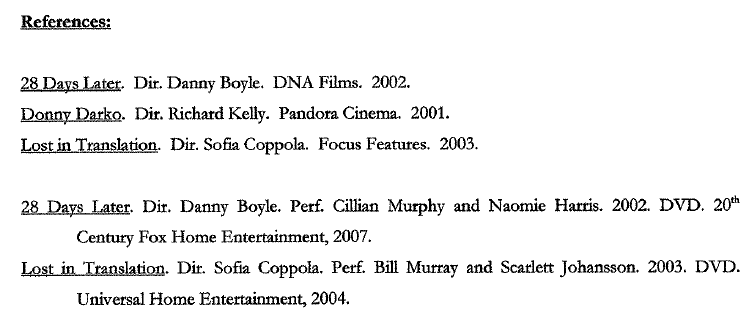 References:
28 Days Later. Dir. Danny Boyle. DNA Films. 2002.
Donny Darko. Dir. Richard Kelly. Pandora Cinema. 2001.
Lost in Translation. Dir. Sofia Coppola. Focus Features. 2003.
28 Days Later. Dir. Danny Boyle. Perf. Cillian Murphy and Naomie Harris. 2002. DVD. 20th
Century Fox Home Entertainment, 2007.
Lost in Translation. Dir. Sofia Coppola. Perf. Bill Murray and Scarlett Johansson. 2003. DVD.
Universal Home Entertainment, 2004.